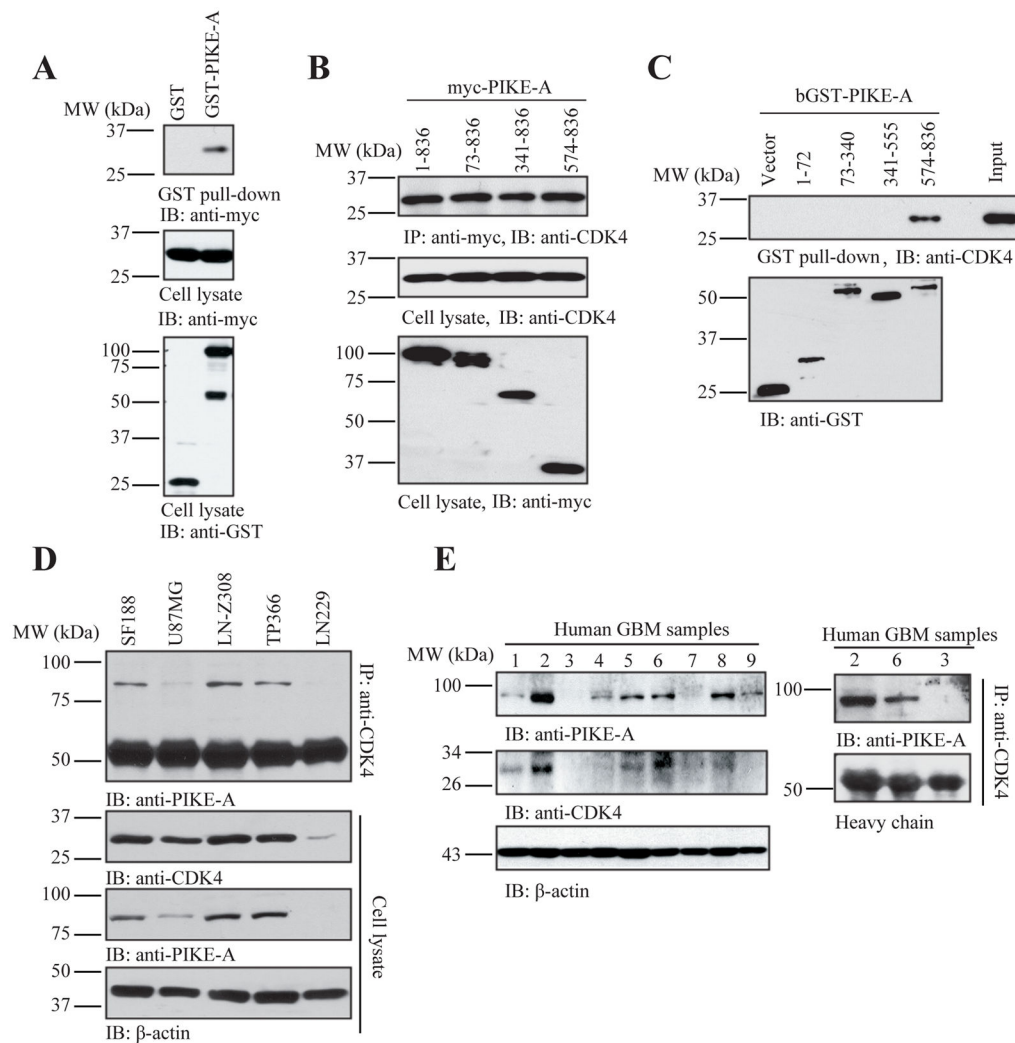 A
GST
GST-PIKE-A
MW (kDa)
37
25
GST pull-down
IB: anti-myc
37
25
Cell lysate
IB: anti-myc
100
75
50
37
25
Cell lysate
IB: anti-GST
B
myc-PIKE-A
1-836
73-836
341-836
574-836
MW (kDa)
37
25
IP: anti-myc, IB: anti-CDK4
37
25
Cell lysate, IB: anti-CDK4
100
75
50
37
Cell lysate, IB: anti-myc
C
bGST-PIKE-A
Vector
1-72
73-340
341-555
574-836
Input
MW (kDa)
37
25
GST pull-down, IB: anti-CDK4
50
37
25
IB: anti-GST
D
SF188
U87MG
LN-Z308
TP366
LN229
MW (kDa)
100
75
50
IP: anti-CDK4
IB: anti-PIKE-A
37
25
IB: anti-CDK4
100
75
IB: anti-PIKE-A
50
37
IB: β-actin
Cell lysate
E
Human GBM samples
MW (kDa) 1 2 3 4 5 6 7 8 9
100
IB: anti-PIKE-A
34
26
IB: anti-CDK4
43
IB: β-actin
Human GBM samples
2 6 3
100
IB: anti-PIKE-A
50
Heavy chain
IP: anti-CDK4